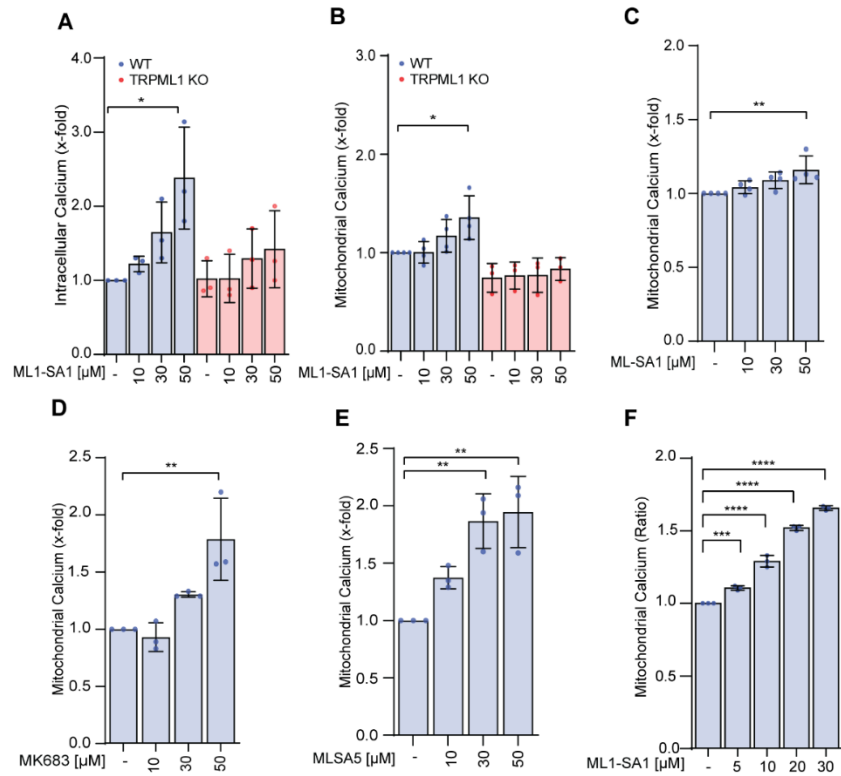 A
WT
TRPML1 KO
Intracellular Calcium (x-fold)
4.0
3.0
2.0
1.0
0.0
*
ML1-SA1 [µM]
- 10 30 50 - 10 30 50
B
WT
TRPML1 KO
Mitochondrial Calcium (x-fold)
3.0
2.0
1.0
0.0
*
ML1-SA1 [µM]
- 10 30 50 - 10 30 50
C
Mitochondrial Calcium (x-fold)
2.0
1.5
1.0
0.5
0.0
**
ML-SA1 [µM]
- 10 30 50
D
Mitochondrial Calcium (x-fold)
2.5
2.0
1.5
1.0
0.5
0.0
**
MK683 [µM]
- 10 30 50
E
Mitochondrial Calcium (x-fold)
2.5
2.0
1.5
1.0
0.5
0.0
**
**
MLSA5 [µM]
- 10 30 50
F
Mitochondrial Calcium (Ratio)
2.0
1.5
1.0
0.5
0.0
****
****
****
***
ML1-SA1 [µM]
- 5 10 20 30